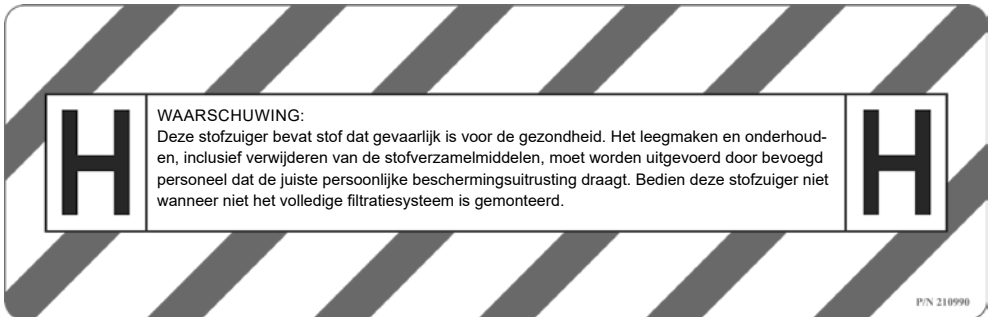 H
WAARSCHUWING:
Deze stofzuiger bevat stof dat gevaarlijk is voor de gezondheid. Het leegmaken en onderhoud-
en, inclusief verwijderen van de stofverzamelmiddelen, moet worden uitgevoerd door bevoegd
personeel dat de juiste persoonlijke beschermingsuitrusting draagt. Bedien deze stofzuiger niet
wanneer niet het volledige filtratiesysteem is gemonteerd.
H
P/N 210990